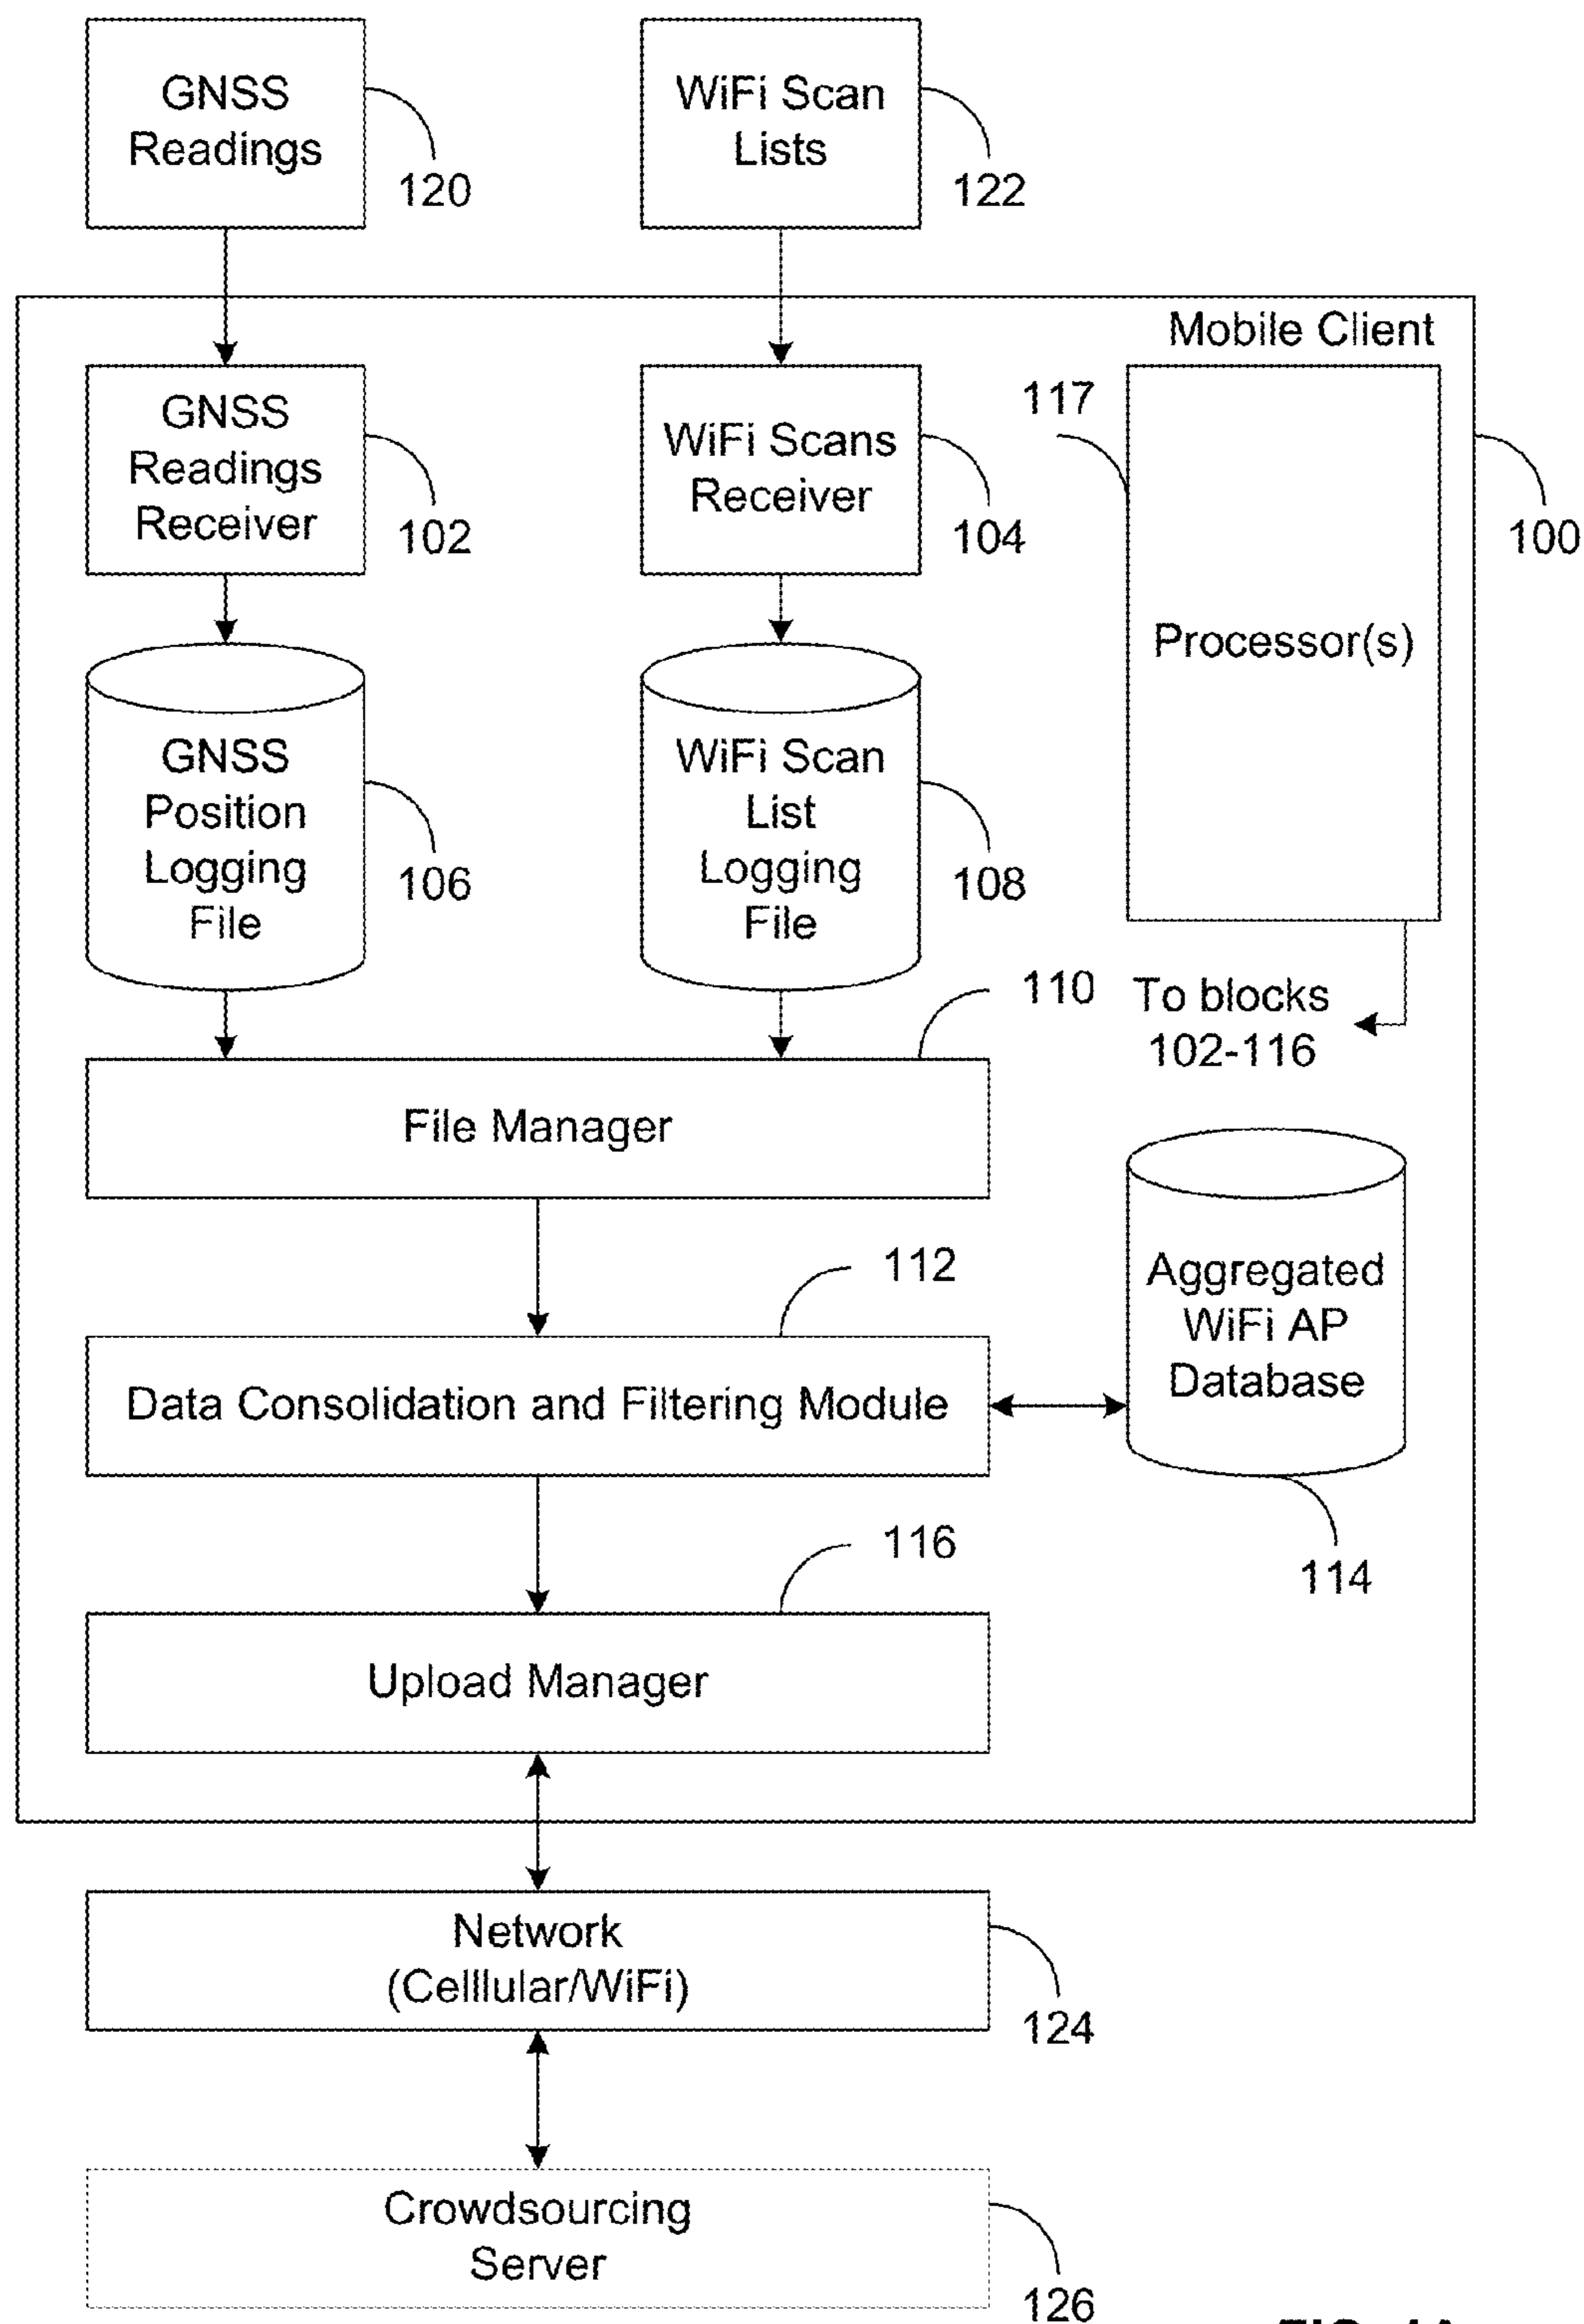 GNSS
Readings
120
WiFi Scan
Lists
122
Mobile Client
100
GNSS
Readings
Receiver
102
WiFi Scans
Receiver
104
117
Processor(s)
To blocks
102-116
GNSS
Position
Logging
File
106
WiFi Scan
List
Logging
File
108
110
File Manager
112
Data Consolidation and Filtering Module
Aggregated
WiFi AP
Database
114
116
Upload Manager
Network
(Celllular/WiFi)
124
Crowdsourcing
Server
126